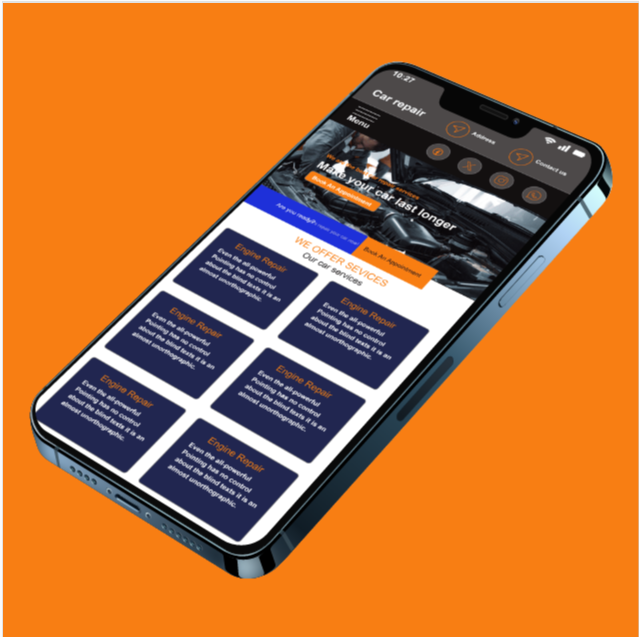 10:27
Car repair
Address
Contact us
Menu
Make your car last longer
Book An Appointment
Are you ready?
Book An Appointment
WE OFFER SEVICES
Our car services
Engine Repair
Even the all-powerful
Pointing has no control
about the blind texts it is an
almost unorthographic.
Engine Repair
Even the all-powerful
Pointing has no control
about the blind texts it is an
almost unorthographic.
Engine Repair
Even the all-powerful
Pointing has no control
about the blind texts it is an
almost unorthographic.
Engine Repair
Even the all-powerful
Pointing has no control
about the blind texts it is an
almost unorthographic.
Engine Repair
Even the all-powerful
Pointing has no control
about the blind texts it is an
almost unorthographic.
Engine Repair
Even the all-powerful
Pointing has no control
about the blind texts it is an
almost unorthographic.